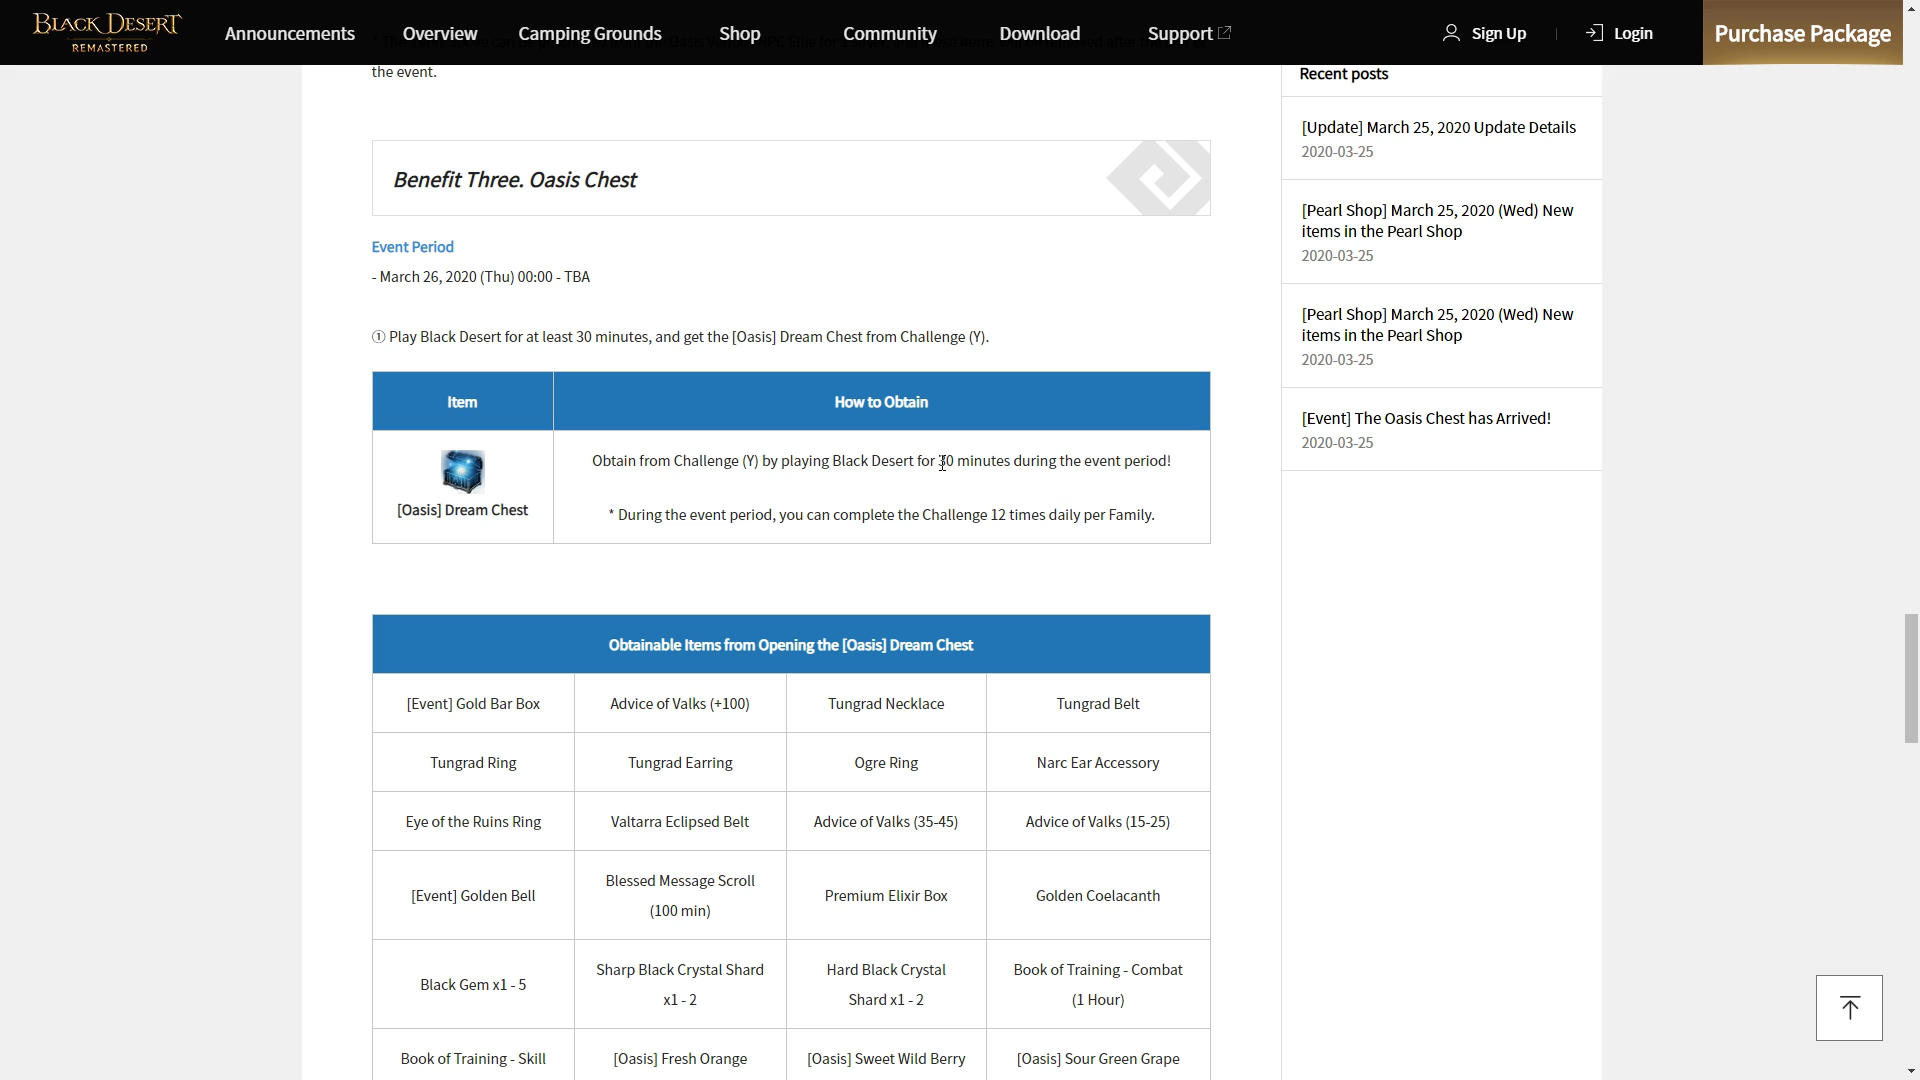 BLACK DESERT
REMASTERED
Announcements
Overview
Camping Grounds
Shop
Community
Download
Support
Sign Up
Login
Purchase Package
the event.
Benefit Three. Oasis Chest
Event Period
- March 26, 2020 (Thu) 00:00 - TBA
① Play Black Desert for at least 30 minutes, and get the [Oasis] Dream Chest from Challenge (Y).
Item
How to Obtain
[Oasis] Dream Chest
Obtain from Challenge (Y) by playing Black Desert for 30 minutes during the event period!
* During the event period, you can complete the Challenge 12 times daily per Family.
Obtainable Items from Opening the [Oasis] Dream Chest
[Event] Gold Bar Box
Advice of Valks (+100)
Tungrad Necklace
Tungrad Belt
Tungrad Ring
Tungrad Earring
Ogre Ring
Narc Ear Accessory
Eye of the Ruins Ring
Valtarra Eclipsed Belt
Advice of Valks (35-45)
Advice of Valks (15-25)
[Event] Golden Bell
Blessed Message Scroll
(100 min)
Premium Elixir Box
Golden Coelacanth
Black Gem x1 - 5
Sharp Black Crystal Shard
x1 - 2
Hard Black Crystal
Shard x1 - 2
Book of Training - Combat
(1 Hour)
Book of Training - Skill
[Oasis] Fresh Orange
[Oasis] Sweet Wild Berry
[Oasis] Sour Green Grape
Recent posts
[Update] March 25, 2020 Update Details
2020-03-25
[Pearl Shop] March 25, 2020 (Wed) New
items in the Pearl Shop
2020-03-25
[Pearl Shop] March 25, 2020 (Wed) New
items in the Pearl Shop
2020-03-25
[Event] The Oasis Chest has Arrived!
2020-03-25